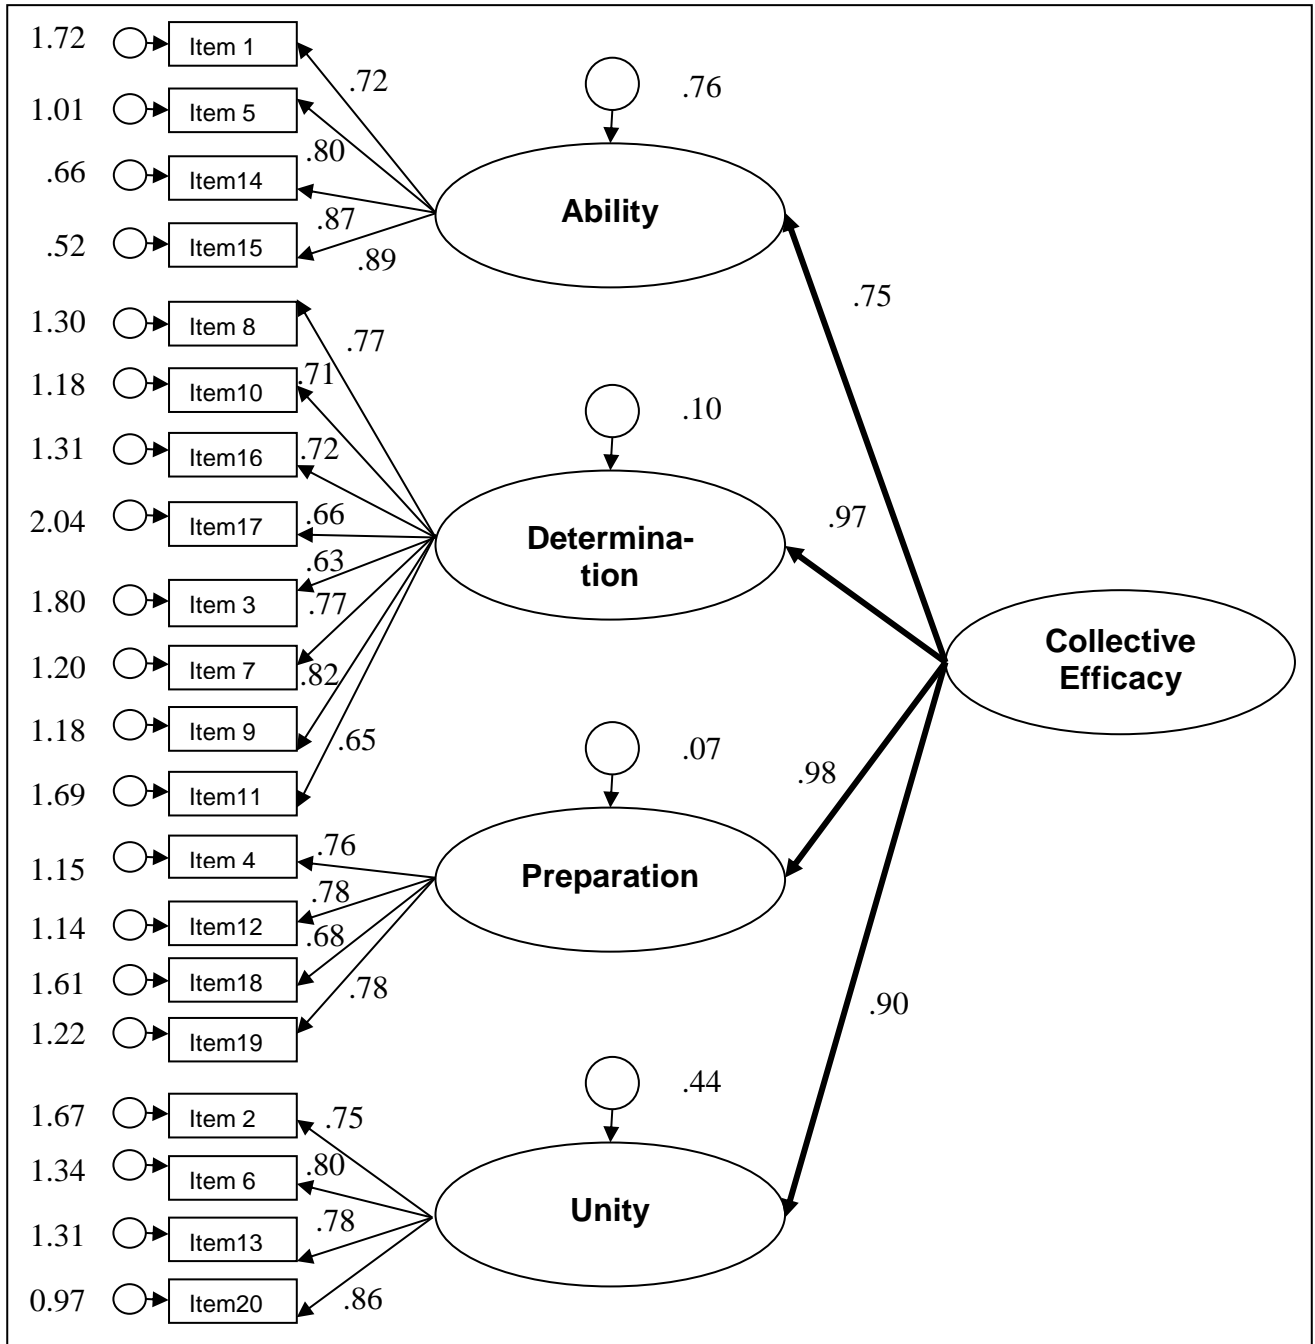 1.72
Item 1
.72
.76
1.01
Item 5
.80
.66
Item14
.87
Ability
.52
Item15
.89
.75
1.30
Item 8
.77
1.18
Item10
.71
.10
1.31
Item16
.72
2.04
Item17
.66
.97
Determina-
tion
.63
1.80
Item 3
.77
1.20
Item 7
.82
Collective
Efficacy
1.18
Item 9
.65
.07
1.69
Item11
.98
1.15
Item 4
.76
Preparation
1.14
Item12
.78
.68
1.61
Item18
.78
.90
1.22
Item19
.44
1.67
Item 2
.75
1.34
Item 6
.80
Unity
1.31
Item13
.78
0.97
Item20
.86